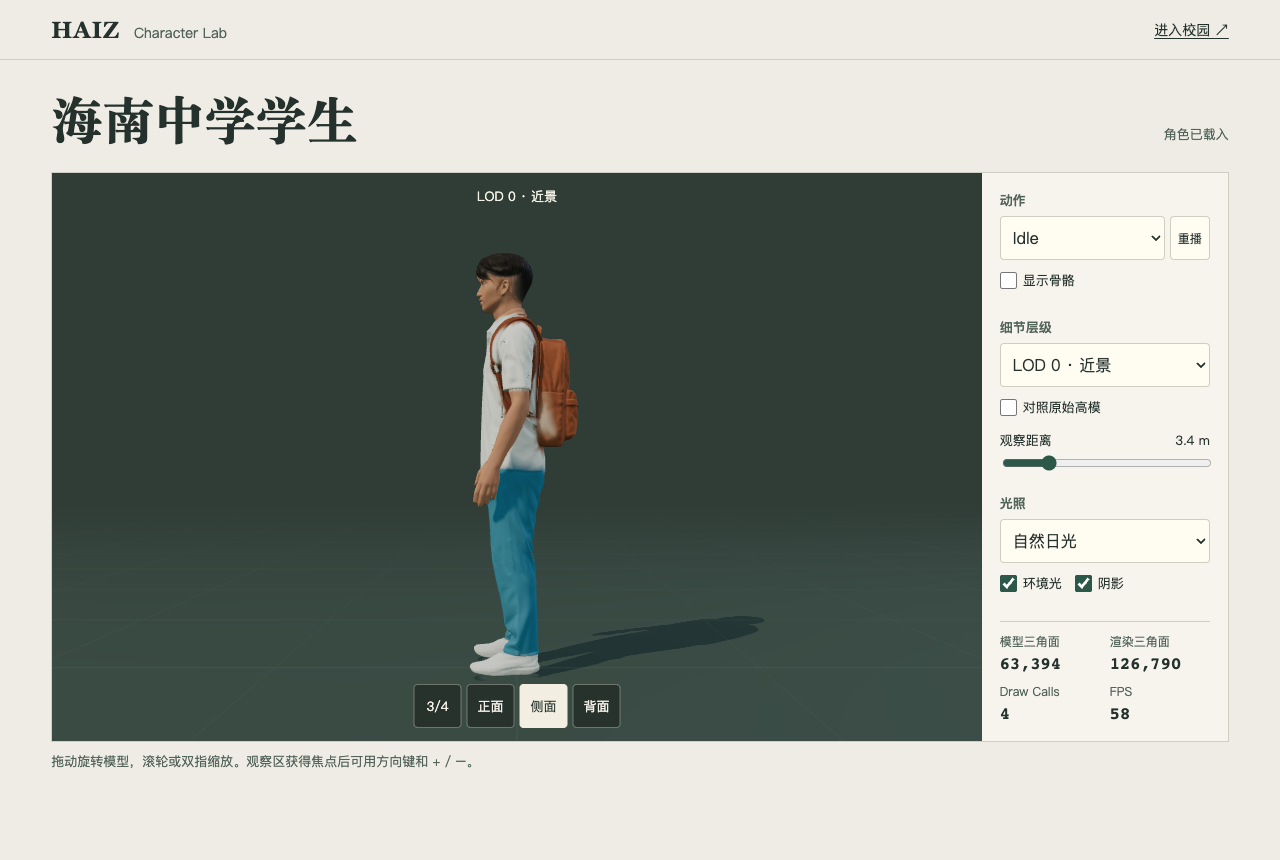 HAIZ Character Lab
进入校园 ↗
海南中学学生
角色已载入
LOD 0 · 近景
3/4
正面
侧面
背面
动作
Idle
重播
显示骨骼
细节层级
LOD 0 · 近景
对照原始高模
观察距离 3.4 m
光照
自然日光
环境光
阴影
模型三角面 渲染三角面
63,394 126,790
Draw Calls FPS
4 58
拖动旋转模型，滚轮或双指缩放。观察区获得焦点后可用方向键和 + / −。